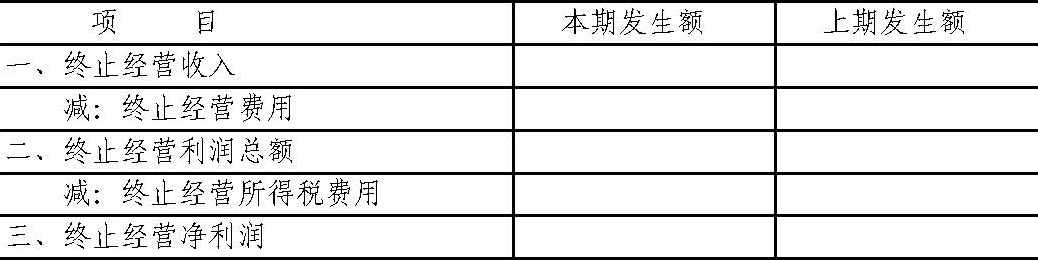 项 目 本期发生额 上期发生额
一、终止经营收入
减：终止经营费用
二、终止经营利润总额
减：终止经营所得税费用
三、终止经营净利润